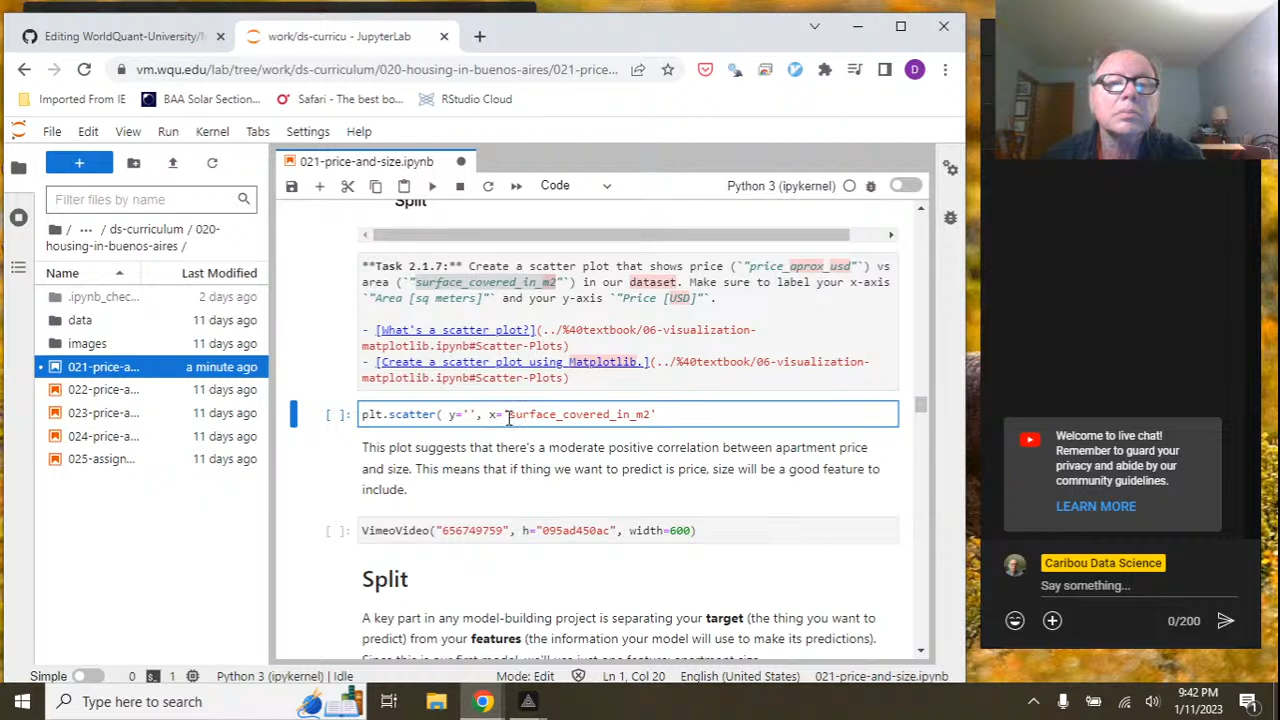 Editing WorldQuant-University/
work/ds-curricu - JupyterLab
vm.wqu.edu/lab/tree/work/ds-curriculum/020-housing-in-buenos-aires/021-price...
D
Imported From IE
BAA Solar Section...
Safari - The best bo...
RStudio Cloud
File Edit View Run Kernel Tabs Settings Help
021-price-and-size.ipynb
Code
Python 3 (ipykernel)
Filter files by name
/ ... / ds-curriculum / 020-
housing-in-buenos-aires /
Name Last Modified
.ipynb_chec... 2 days ago
data 11 days ago
images 11 days ago
021-price-a... a minute ago
022-price-a... 11 days ago
023-price-a... 11 days ago
024-price-a... 11 days ago
025-assign... 11 days ago
Split
**Task 2.1.7:** Create a scatter plot that shows price (`"price_aprox_usd"`) vs
area (`"surface_covered_in_m2"`) in our dataset. Make sure to label your x-axis
`"Area [sq meters]"` and your y-axis `"Price [USD]"`.
- [What's a scatter plot?](../%40textbook/06-visualization-
matplotlib.ipynb#Scatter-Plots)
- [Create a scatter plot using Matplotlib.](../%40textbook/06-visualization-
matplotlib.ipynb#Scatter-Plots)
[ ]: plt.scatter( y='', x='surface_covered_in_m2'
This plot suggests that there's a moderate positive correlation between apartment price
and size. This means that if thing we want to predict is price, size will be a good feature to
include.
[ ]: VimeoVideo("656749759", h="095ad450ac", width=600)
Split
A key part in any model-building project is separating your target (the thing you want to
predict) from your features (the information your model will use to make its predictions).
Simple 0 1 Python 3 (ipykernel) | Idle
Mode: Edit Ln 1, Col 20 English (United States) 021-price-and-size.ipynb
Welcome to live chat!
Remember to guard your
privacy and abide by our
community guidelines.
LEARN MORE
Caribou Data Science
Say something...
0/200
Type here to search
9:42 PM
1/11/2023